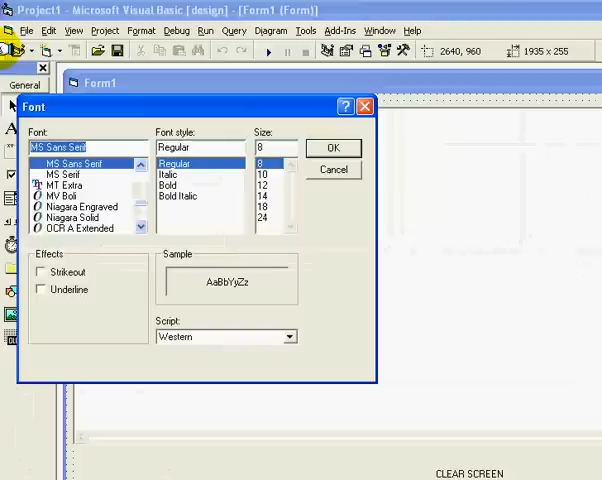 Project1 - Microsoft Visual Basic [design] - [Form1 (Form)]
File Edit View Project Format Debug Run Query Diagram Tools Add-Ins Window Help
2640, 960 1935 x 255
General
Form1
Font
Font: Font style: Size:
MS Sans Serif Regular 8
OK
MS Sans Serif Regular 8
Cancel
MS Serif Italic 10
MT Extra Bold 12
MV Boli Bold Italic 14
Niagara Engraved 18
Niagara Solid 24
OCR A Extended
Effects Sample
Strikeout
AaBbYyZz
Underline
Script:
Western
CLEAR SCREEN